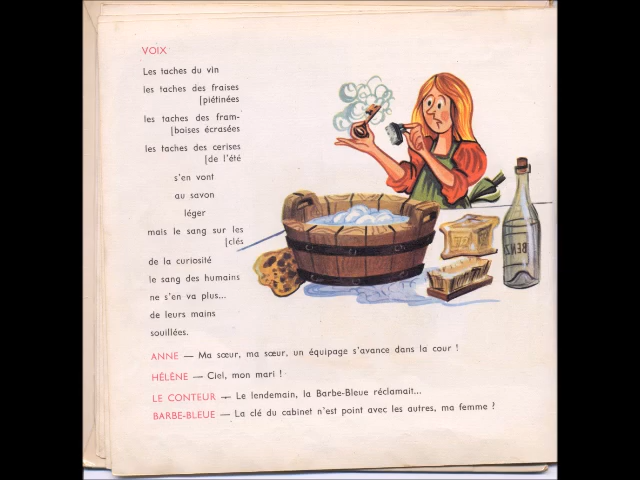 VOIX
Les taches du vin
les taches des fraises
[piétinées
les taches des fram-
[boises écrasées
les taches des cerises
[de l'été
s'en vont
au savon
léger
mais le sang sur les
[clés
de la curiosité
le sang des humains
ne s'en va plus...
de leurs mains
souillées.
BENZ
ANNE — Ma sœur, ma sœur, un équipage s'avance dans la cour !
HÉLÈNE — Ciel, mon mari !
LE CONTEUR — Le lendemain, la Barbe-Bleue réclamait...
BARBE-BLEUE — La clé du cabinet n'est point avec les autres, ma femme ?